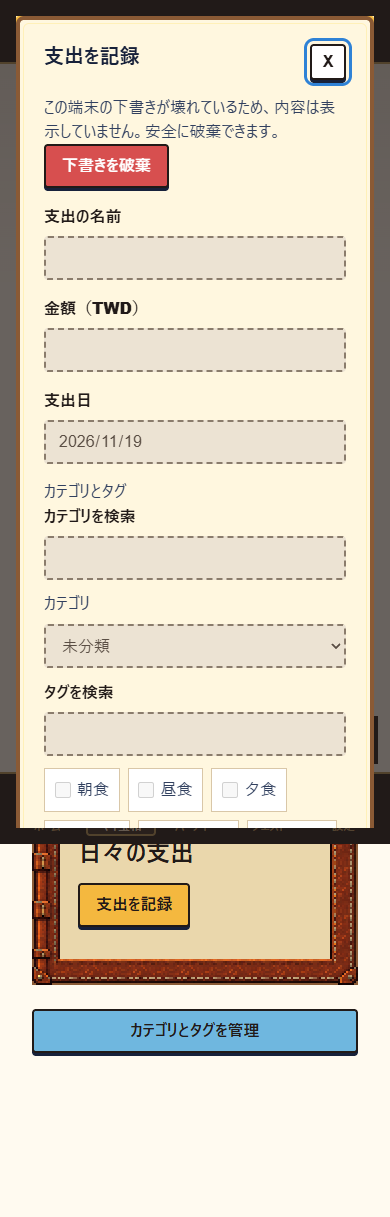 支出を記録
X
この端末の下書きが壊れているため、内容は表
示していません。安全に破棄できます。
下書きを破棄
支出の名前
金額（TWD）
支出日
2026/11/19
カテゴリとタグ
カテゴリを検索
カテゴリ
未分類
タグを検索
朝食
昼食
夕食
日々の支出
支出を記録
カテゴリとタグを管理